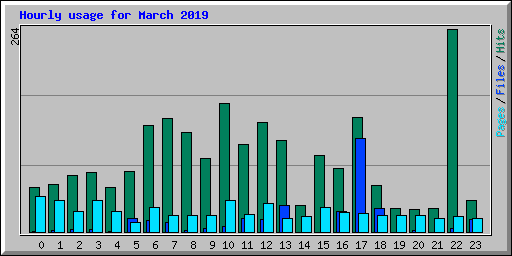 Hourly usage for March 2019
264
Pages / Files / Hits
0 1 2 3 4 5 6 7 8 9 10 11 12 13 14 15 16 17 18 19 20 21 22 23